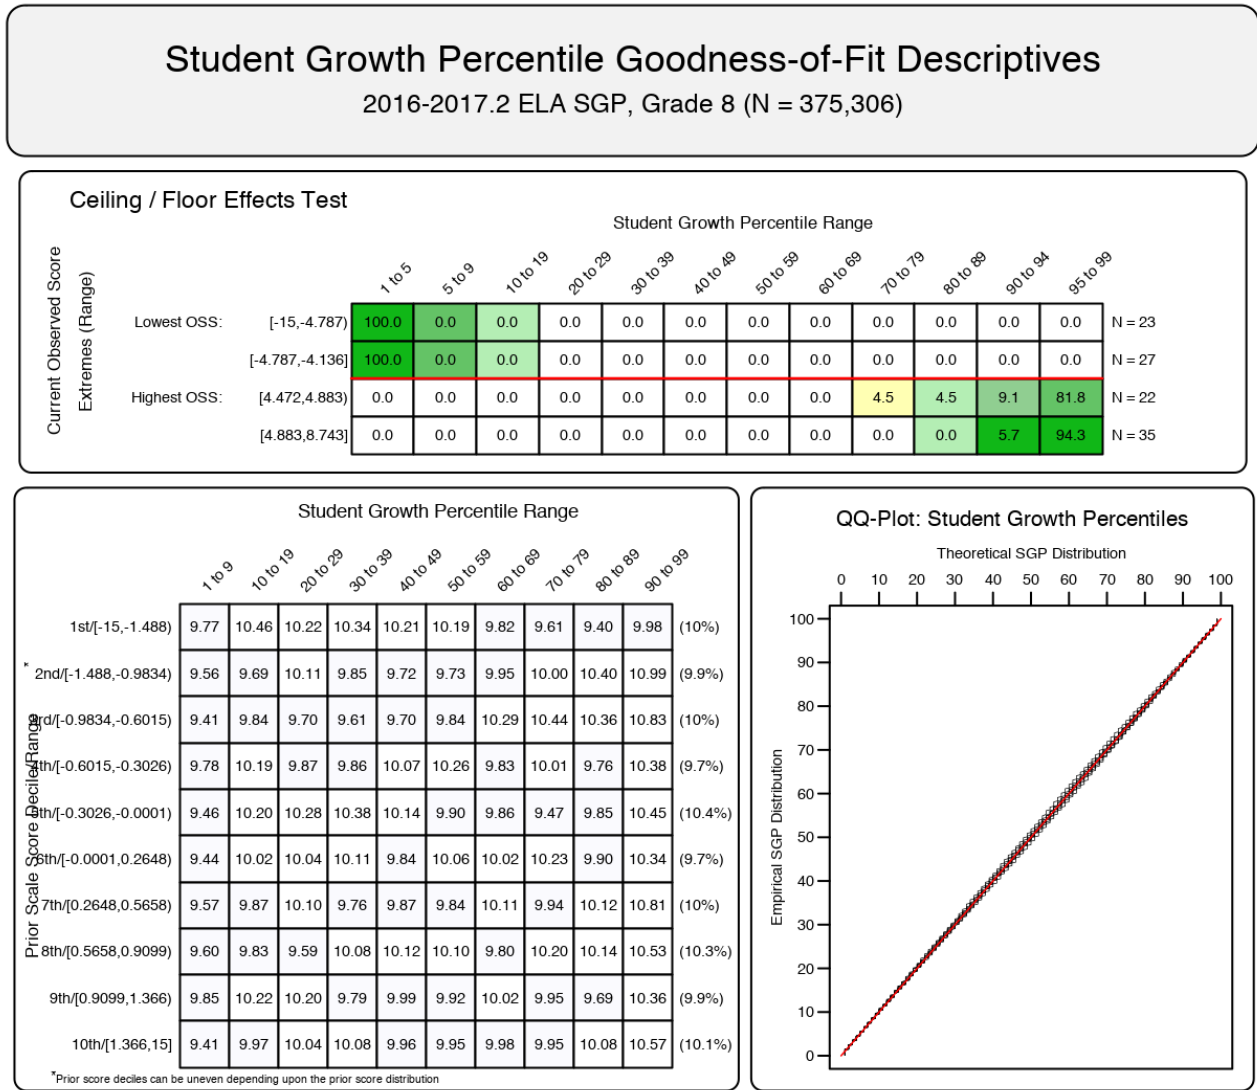 Student Growth Percentile Goodness-of-Fit Descriptives
2016-2017.2 ELA SGP, Grade 8 (N = 375,306)
Ceiling / Floor Effects Test
Student Growth Percentile Range
Current Observed Score
Extremes (Range)
1 to 5 5 to 9 10 to 19 20 to 29 30 to 39 40 to 49 50 to 59 60 to 69 70 to 79 80 to 89 90 to 94 95 to 99
Lowest OSS: [-15,-4.787) 100.0 0.0 0.0 0.0 0.0 0.0 0.0 0.0 0.0 0.0 0.0 0.0 N = 23
[-4.787,-4.136] 100.0 0.0 0.0 0.0 0.0 0.0 0.0 0.0 0.0 0.0 0.0 0.0 N = 27
Highest OSS: [4.472,4.883) 0.0 0.0 0.0 0.0 0.0 0.0 0.0 0.0 4.5 4.5 9.1 81.8 N = 22
[4.883,8.743] 0.0 0.0 0.0 0.0 0.0 0.0 0.0 0.0 0.0 0.0 5.7 94.3 N = 35
Student Growth Percentile Range
* Prior Scale Score Decile/Range
1 to 9 10 to 19 20 to 29 30 to 39 40 to 49 50 to 59 60 to 69 70 to 79 80 to 89 90 to 99
1st/[-15,-1.488) 9.77 10.46 10.22 10.34 10.21 10.19 9.82 9.61 9.40 9.98 (10%)
2nd/[-1.488,-0.9834) 9.56 9.69 10.11 9.85 9.72 9.73 9.95 10.00 10.40 10.99 (9.9%)
3rd/[-0.9834,-0.6015) 9.41 9.84 9.70 9.61 9.70 9.84 10.29 10.44 10.36 10.83 (10%)
4th/[-0.6015,-0.3026) 9.78 10.19 9.87 9.86 10.07 10.26 9.83 10.01 9.76 10.38 (9.7%)
5th/[-0.3026,-0.0001) 9.46 10.20 10.28 10.38 10.14 9.90 9.86 9.47 9.85 10.45 (10.4%)
6th/[-0.0001,0.2648) 9.44 10.02 10.04 10.11 9.84 10.06 10.02 10.23 9.90 10.34 (9.7%)
7th/[0.2648,0.5658) 9.57 9.87 10.10 9.76 9.87 9.84 10.11 9.94 10.12 10.81 (10%)
8th/[0.5658,0.9099) 9.60 9.83 9.59 10.08 10.12 10.10 9.80 10.20 10.14 10.53 (10.3%)
9th/[0.9099,1.366) 9.85 10.22 10.20 9.79 9.99 9.92 10.02 9.95 9.69 10.36 (9.9%)
10th/[1.366,15] 9.41 9.97 10.04 10.08 9.96 9.95 9.98 9.95 10.08 10.57 (10.1%)
*Prior score deciles can be uneven depending upon the prior score distribution
QQ-Plot: Student Growth Percentiles
Theoretical SGP Distribution
0 10 20 30 40 50 60 70 80 90 100
Empirical SGP Distribution
100
90
80
70
60
50
40
30
20
10
0